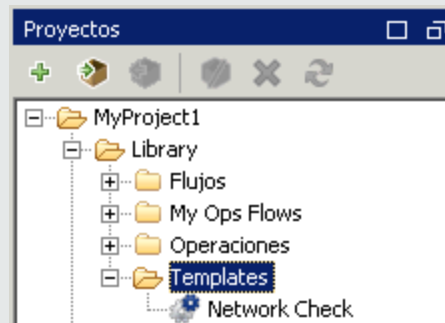 Proyectos
MyProject1
Library
Flujos
My Ops Flows
Operaciones
Templates
Network Check